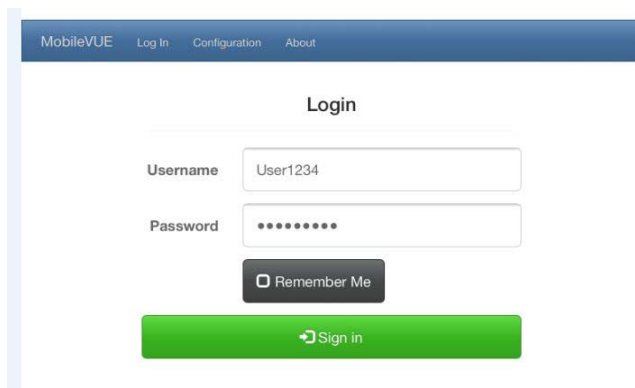 MobileVUE Log In Configuration About
Login
Username User1234
Password •••••••••
Remember Me
Sign in